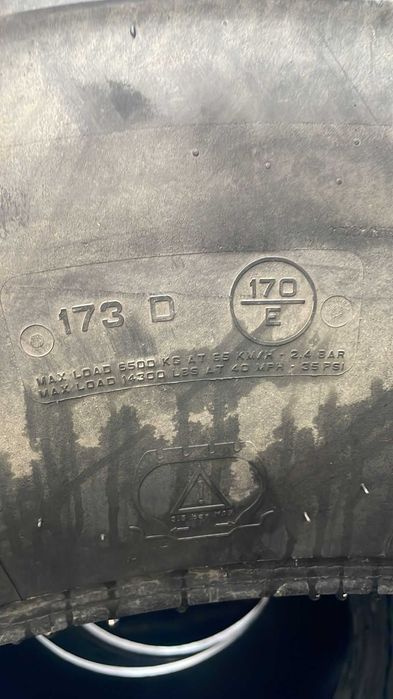 173 D
170
E
MAX LOAD 6500 KG AT 65 KM/H - 2.4 BAR
MAX LOAD 14300 LBS AT 40 MPH - 35 PSI